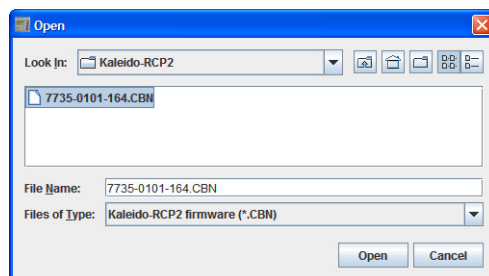 Open
Look In: Kaleido-RCP2
7735-0101-164.CBN
File Name: 7735-0101-164.CBN
Files of Type: Kaleido-RCP2 firmware (*.CBN)
Open Cancel